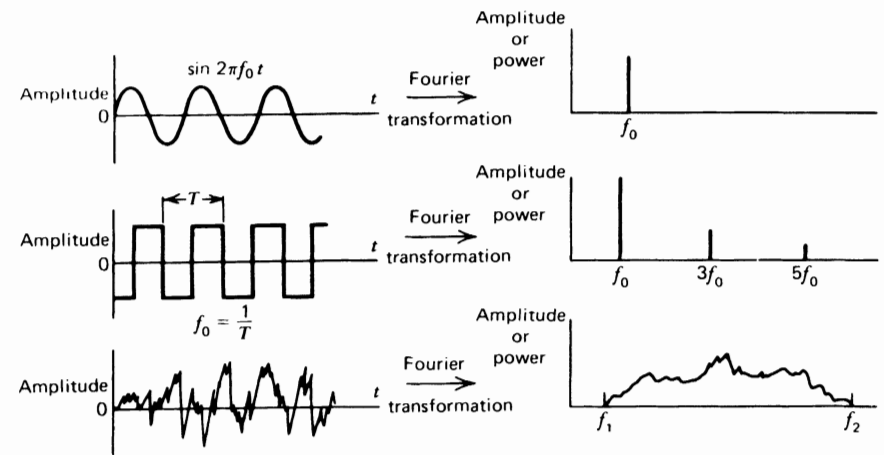 Amplitude
0
sin 2πf₀t
t
Fourier
transformation
Amplitude
or
power
f₀
Amplitude
0
T
t
f₀ = 1/T
Fourier
transformation
Amplitude
or
power
f₀
3f₀
5f₀
Amplitude
0
t
Fourier
transformation
Amplitude
or
power
f₁
f₂